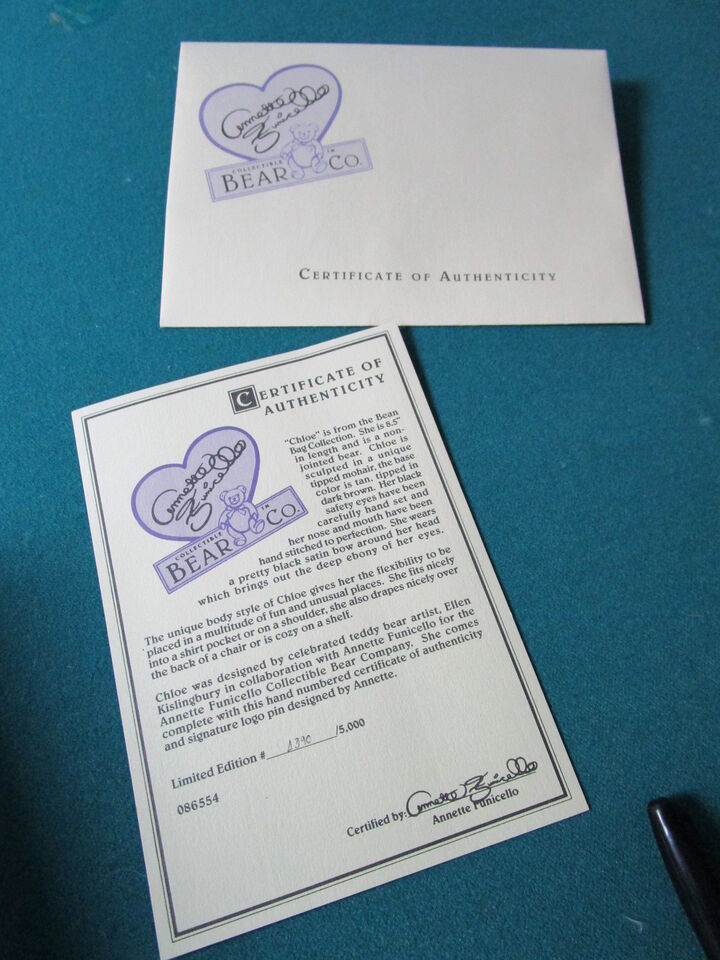 Annette Funicello
COLLECTIBLE
BEAR CO. ™
CERTIFICATE OF AUTHENTICITY
CERTIFICATE OF
AUTHENTICITY
Annette Funicello
COLLECTIBLE
BEAR CO. ™
"Chloe" is from the Bean
Bag Collection. She is 8.5"
in length and is a non-
jointed bear. Chloe is
sculpted in a unique
tipped mohair, the base
color is tan, tipped in
dark brown. Her black
safety eyes have been
carefully hand set and
her nose and mouth have been
hand stitched to perfection. She wears
a pretty black satin bow around her head
which brings out the deep ebony of her eyes.
The unique body style of Chloe gives her the flexibility to be
placed in a multitude of fun and unusual places. She fits nicely
into a shirt pocket or on a shoulder, she also drapes nicely over
the back of a chair or is cozy on a shelf.
Chloe was designed by celebrated teddy bear artist, Ellen
Kislingbury in collaboration with Annette Funicello for the
Annette Funicello Collectible Bear Company. She comes
complete with this hand numbered certificate of authenticity
and signature logo pin designed by Annette.
Limited Edition # /5,000
086554
Certified by: Annette Funicello
Annette Funicello